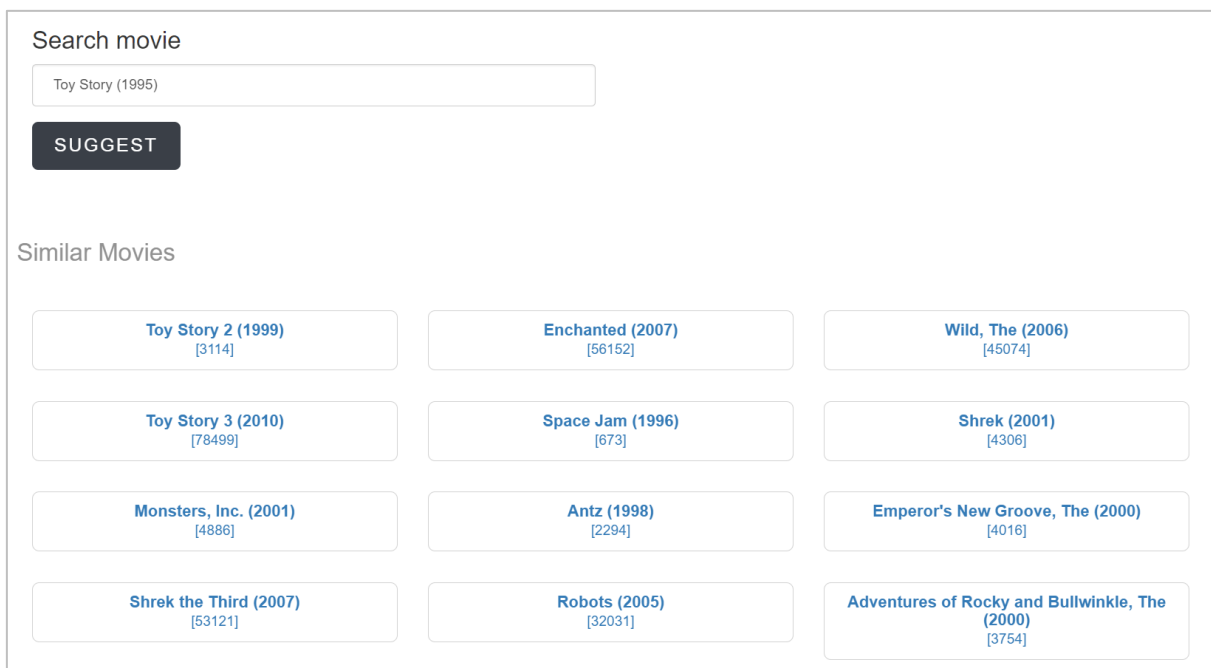 Search movie
Toy Story (1995)
SUGGEST
Similar Movies
Toy Story 2 (1999)
[3114]
Enchanted (2007)
[56152]
Wild, The (2006)
[45074]
Toy Story 3 (2010)
[78499]
Space Jam (1996)
[673]
Shrek (2001)
[4306]
Monsters, Inc. (2001)
[4886]
Antz (1998)
[2294]
Emperor's New Groove, The (2000)
[4016]
Shrek the Third (2007)
[53121]
Robots (2005)
[32031]
Adventures of Rocky and Bullwinkle, The
(2000)
[3754]